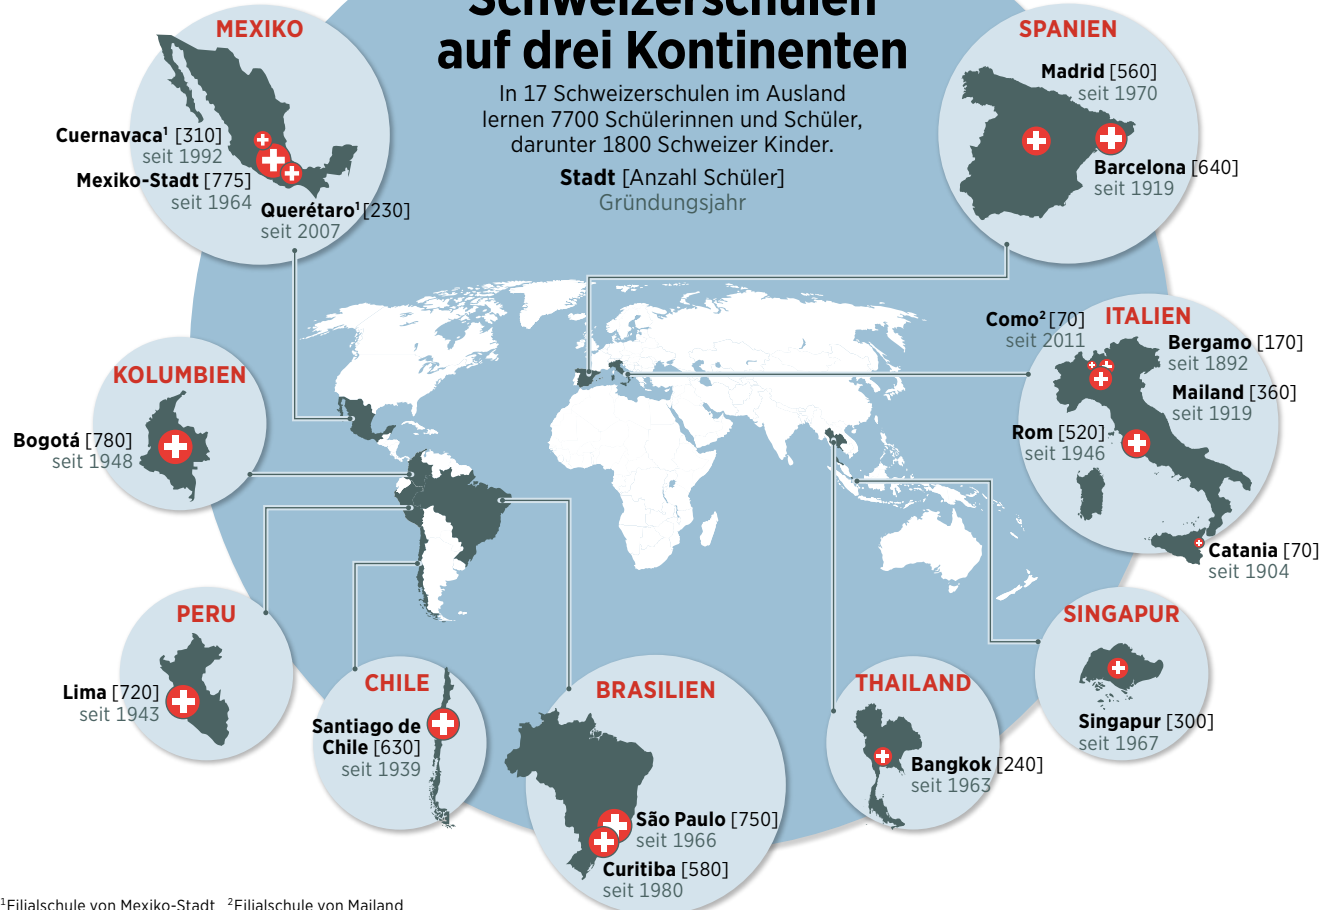 Schweizerschulen
auf drei Kontinenten
In 17 Schweizerschulen im Ausland
lernen 7700 Schülerinnen und Schüler,
darunter 1800 Schweizer Kinder.
Stadt [Anzahl Schüler]
Gründungsjahr
MEXIKO
Cuernavaca¹ [310]
seit 1992
Mexiko-Stadt [775]
seit 1964
Querétaro¹ [230]
seit 2007
SPANIEN
Madrid [560]
seit 1970
Barcelona [640]
seit 1919
KOLUMBIEN
Bogotá [780]
seit 1948
ITALIEN
Como² [70]
seit 2011
Bergamo [170]
seit 1892
Mailand [360]
seit 1919
Rom [520]
seit 1946
Catania [70]
seit 1904
PERU
Lima [720]
seit 1943
CHILE
Santiago de
Chile [630]
seit 1939
BRASILIEN
São Paulo [750]
seit 1966
Curitiba [580]
seit 1980
THAILAND
Bangkok [240]
seit 1963
SINGAPUR
Singapur [300]
seit 1967
¹Filialschule von Mexiko-Stadt ²Filialschule von Mailand